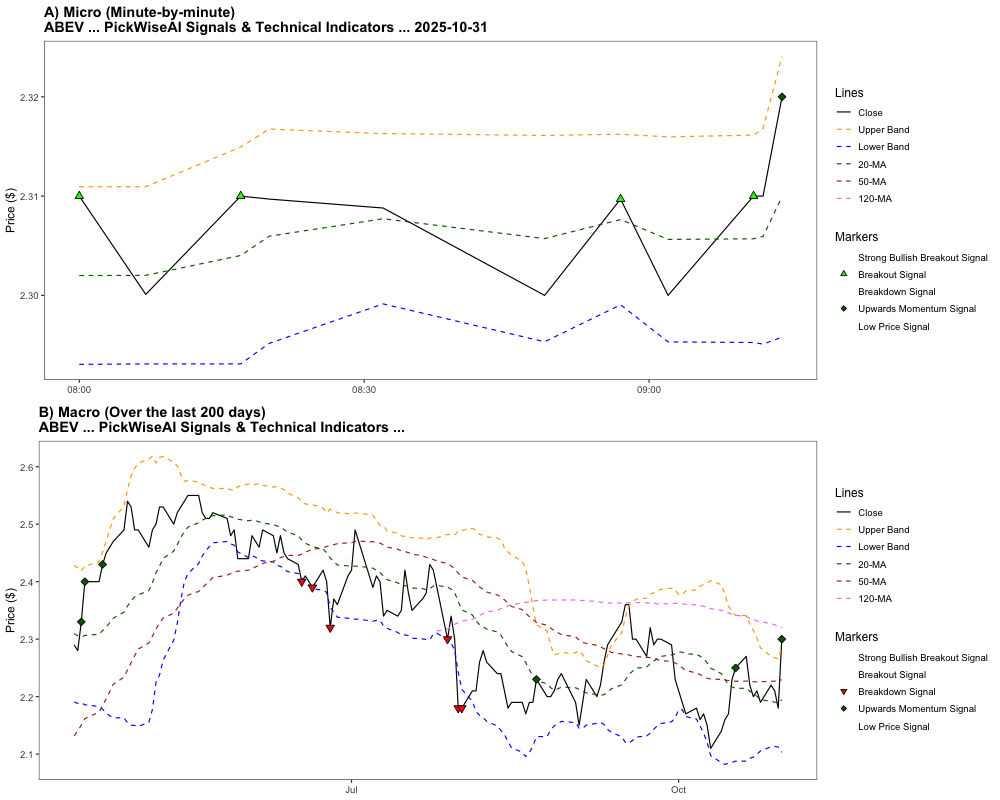 A) Micro (Minute-by-minute)
ABEV ... PickWiseAI Signals & Technical Indicators ... 2025-10-31
Price ($)
2.32
2.31
2.30
08:00
08:30
09:00
Lines
Close
Upper Band
Lower Band
20-MA
50-MA
120-MA
Markers
Strong Bullish Breakout Signal
Breakout Signal
Breakdown Signal
Upwards Momentum Signal
Low Price Signal
B) Macro (Over the last 200 days)
ABEV ... PickWiseAI Signals & Technical Indicators ...
Price ($)
2.6
2.5
2.4
2.3
2.2
2.1
Jul
Oct
Lines
Close
Upper Band
Lower Band
20-MA
50-MA
120-MA
Markers
Strong Bullish Breakout Signal
Breakout Signal
Breakdown Signal
Upwards Momentum Signal
Low Price Signal